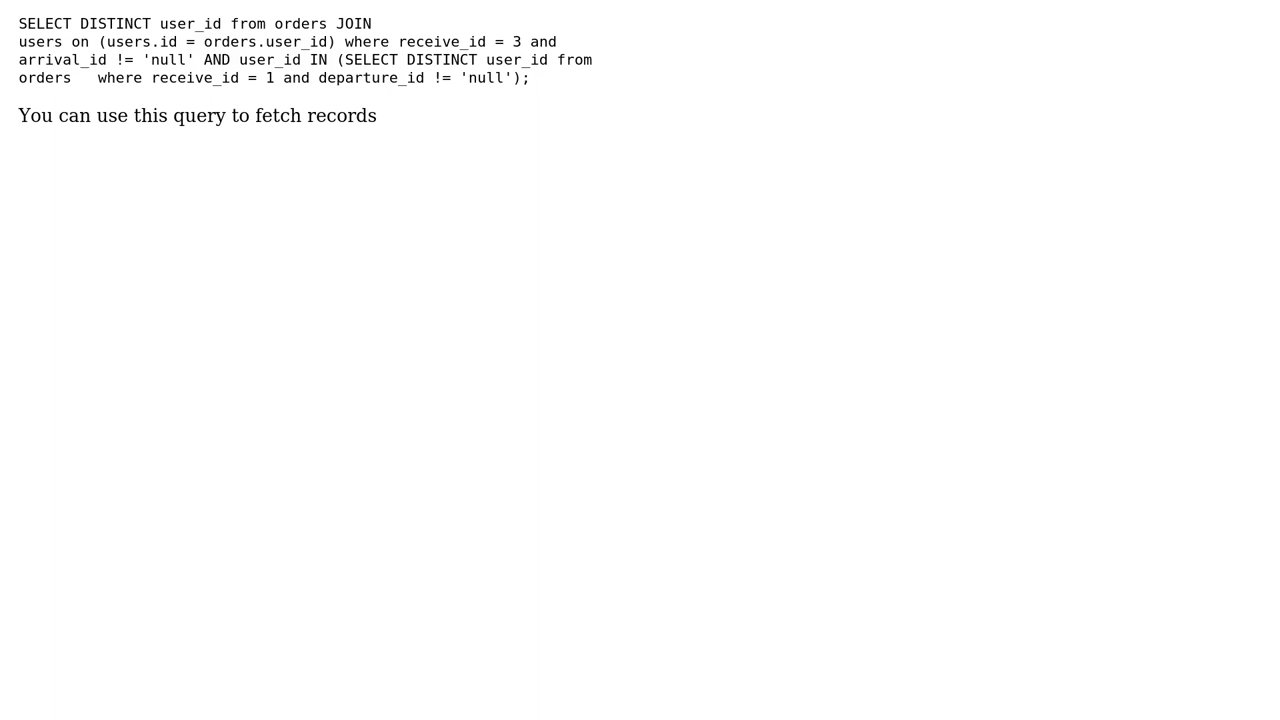 SELECT DISTINCT user_id from orders JOIN
users on (users.id = orders.user_id) where receive_id = 3 and
arrival_id != 'null' AND user_id IN (SELECT DISTINCT user_id from
orders   where receive_id = 1 and departure_id != 'null');
You can use this query to fetch records